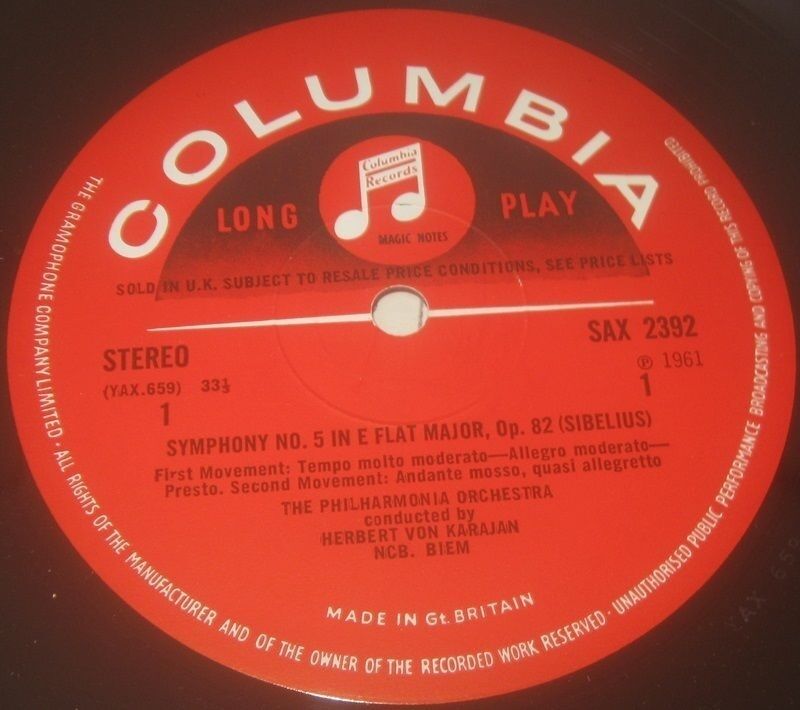 COLUMBIA
Columbia
Records
LONG PLAY
MAGIC NOTES
SOLD IN U.K. SUBJECT TO RESALE PRICE CONDITIONS, SEE PRICE LISTS
STEREO
SAX 2392
(YAX.659) 33⅓
Ⓟ 1961
1
1
SYMPHONY NO. 5 IN E FLAT MAJOR, Op. 82 (SIBELIUS)
First Movement: Tempo molto moderato—Allegro moderato—
Presto. Second Movement: Andante mosso, quasi allegretto
THE PHILHARMONIA ORCHESTRA
conducted by
HERBERT VON KARAJAN
NCB. BIEM
MADE IN Gt. BRITAIN
THE GRAMOPHONE COMPANY LIMITED · ALL RIGHTS OF THE MANUFACTURER AND OF THE OWNER OF THE RECORDED WORK RESERVED · UNAUTHORISED PUBLIC PERFORMANCE BROADCASTING AND COPYING OF THIS RECORD PROHIBITED
YAX 659